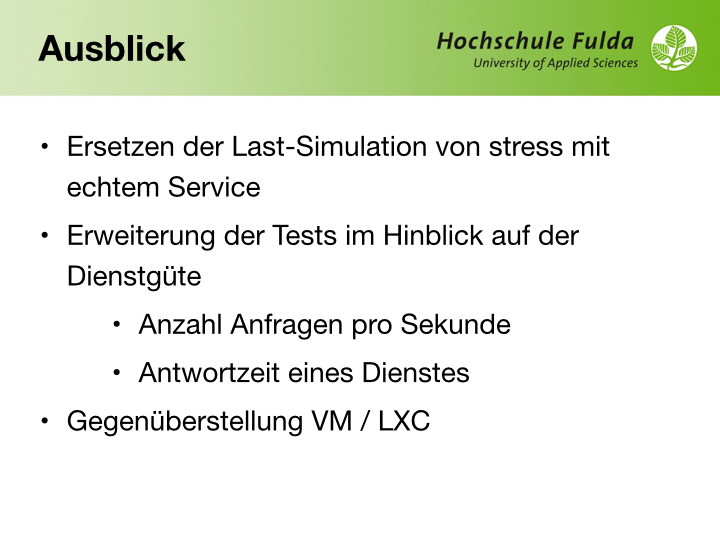 Ausblick
Hochschule Fulda
University of Applied Sciences
• Ersetzen der Last-Simulation von stress mit
echtem Service
• Erweiterung der Tests im Hinblick auf der
Dienstgüte
• Anzahl Anfragen pro Sekunde
• Antwortzeit eines Dienstes
• Gegenüberstellung VM / LXC